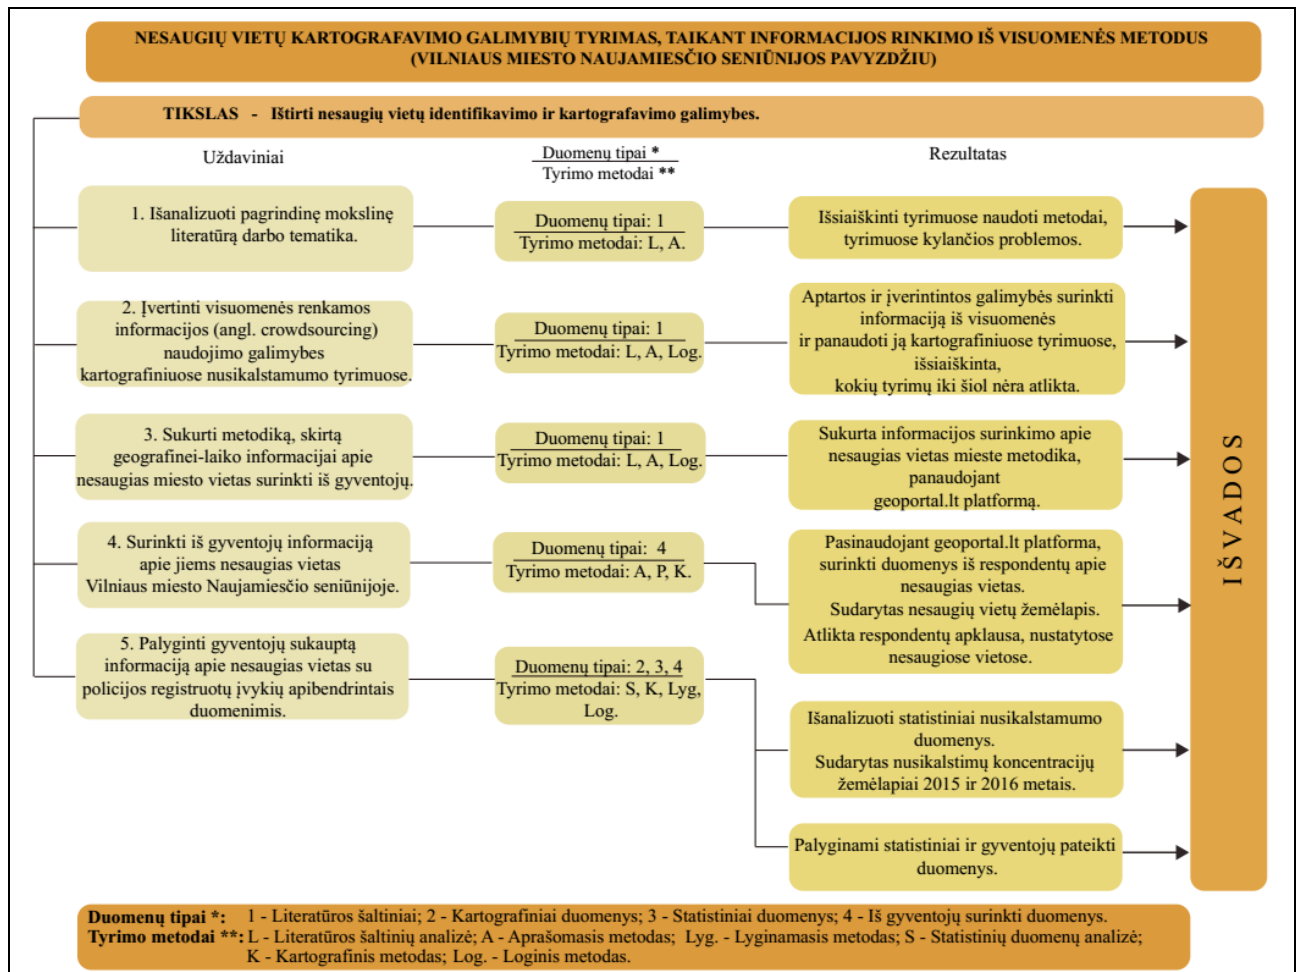 NESAUGIŲ VIETŲ KARTOGRAFAVIMO GALIMYBIŲ TYRIMAS, TAIKANT INFORMACIJOS RINKIMO IŠ VISUOMENĖS METODUS
(VILNIAUS MIESTO NAUJAMIESČIO SENIŪNIJOS PAVYZDŽIU)
TIKSLAS - Ištirti nesaugių vietų identifikavimo ir kartografavimo galimybes.
Uždaviniai
Duomenų tipai *
Tyrimo metodai **
Rezultatas
1. Išanalizuoti pagrindinę mokslinę
literatūrą darbo tematika.
Duomenų tipai: 1
Tyrimo metodai: L, A.
Išsiaiškinti tyrimuose naudoti metodai,
tyrimuose kylančios problemos.
2. Įvertinti visuomenės renkamos
informacijos (angl. crowdsourcing)
naudojimo galimybes
kartografiniuose nusikalstamumo tyrimuose.
Duomenų tipai: 1
Tyrimo metodai: L, A, Log.
Aptartos ir įverintintos galimybės surinkti
informaciją iš visuomenės
ir panaudoti ją kartografiniuose tyrimuose,
išsiaiškinta,
kokių tyrimų iki šiol nėra atlikta.
3. Sukurti metodiką, skirtą
geografinei-laiko informacijai apie
nesaugias miesto vietas surinkti iš gyventojų.
Duomenų tipai: 1
Tyrimo metodai: L, A, Log.
Sukurta informacijos surinkimo apie
nesaugias vietas mieste metodika,
panaudojant
geoportal.lt platformą.
4. Surinkti iš gyventojų informaciją
apie jiems nesaugias vietas
Vilniaus miesto Naujamiesčio seniūnijoje.
Duomenų tipai: 4
Tyrimo metodai: A, P, K.
Pasinaudojant geoportal.lt platforma,
surinkti duomenys iš respondentų apie
nesaugias vietas.
Sudarytas nesaugių vietų žemėlapis.
Atlikta respondentų apklausa, nustatytose
nesaugiose vietose.
5. Palyginti gyventojų sukauptą
informaciją apie nesaugias vietas su
policijos registruotų įvykių apibendrintais
duomenimis.
Duomenų tipai: 2, 3, 4
Tyrimo metodai: S, K, Lyg,
Log.
Išanalizuoti statistiniai nusikalstamumo
duomenys.
Sudarytas nusikalstimų koncentracijų
žemėlapiai 2015 ir 2016 metais.
Palyginami statistiniai ir gyventojų pateikti
duomenys.
IŠVADOS
Duomenų tipai *: 1 - Literatūros šaltiniai; 2 - Kartografiniai duomenys; 3 - Statistiniai duomenys; 4 - Iš gyventojų surinkti duomenys.
Tyrimo metodai **: L - Literatūros šaltinių analizė; A - Aprašomasis metodas; Lyg. - Lyginamasis metodas; S - Statistinių duomenų analizė;
K - Kartografinis metodas; Log. - Loginis metodas.